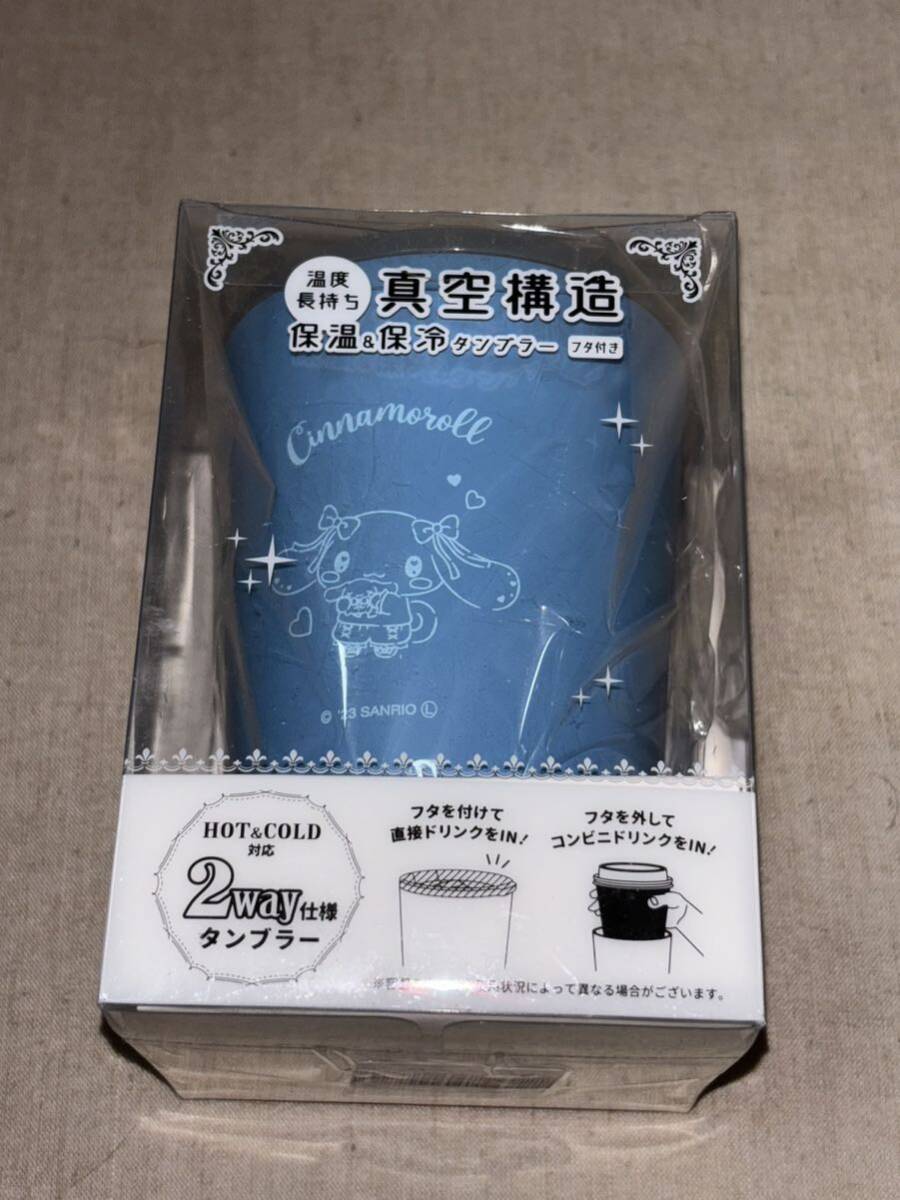 温度
長持ち
真空構造
保温&保冷タンブラー フタ付き
Cinnamoroll
© '23 SANRIO Ⓛ
HOT&COLD
対応
2way仕様
タンブラー
フタを付けて
直接ドリンクをIN!
フタを外して
コンビニドリンクをIN!
状況によって異なる場合がございます。